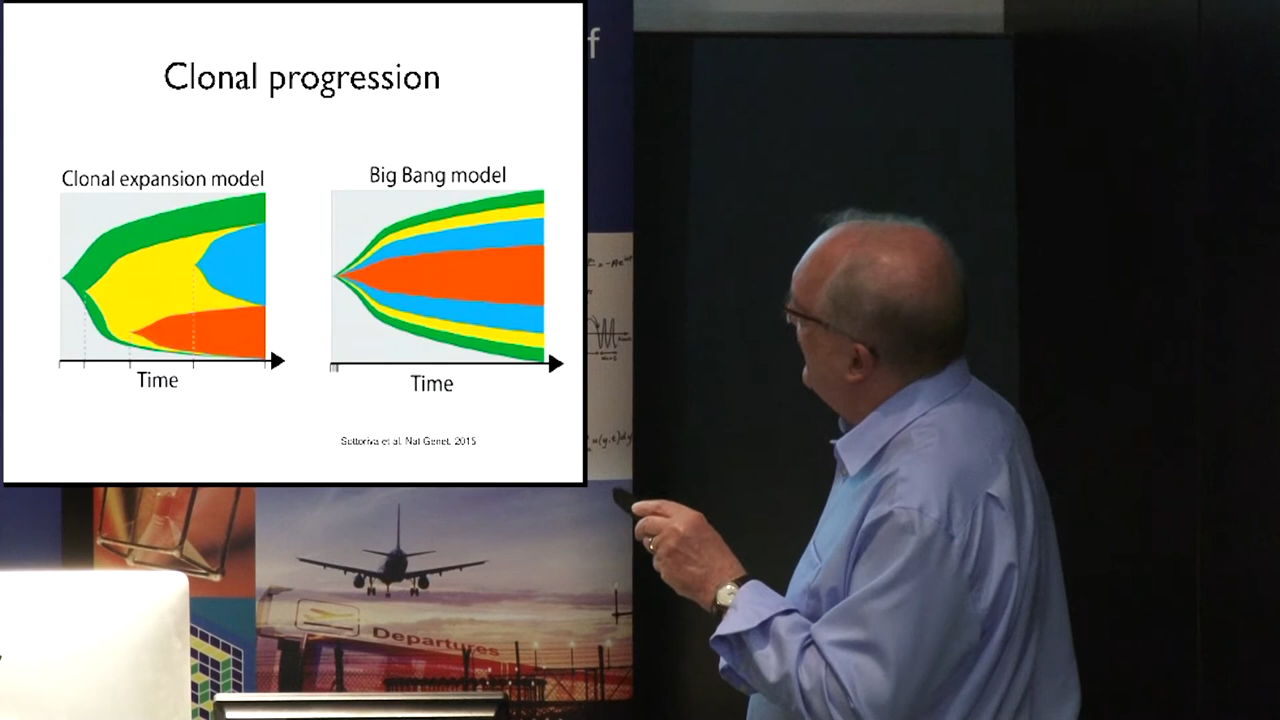 Clonal progression
Clonal expansion model
Big Bang model
Time
Time
Sottoriva et al. Nat Genet. 2015
f
Departures